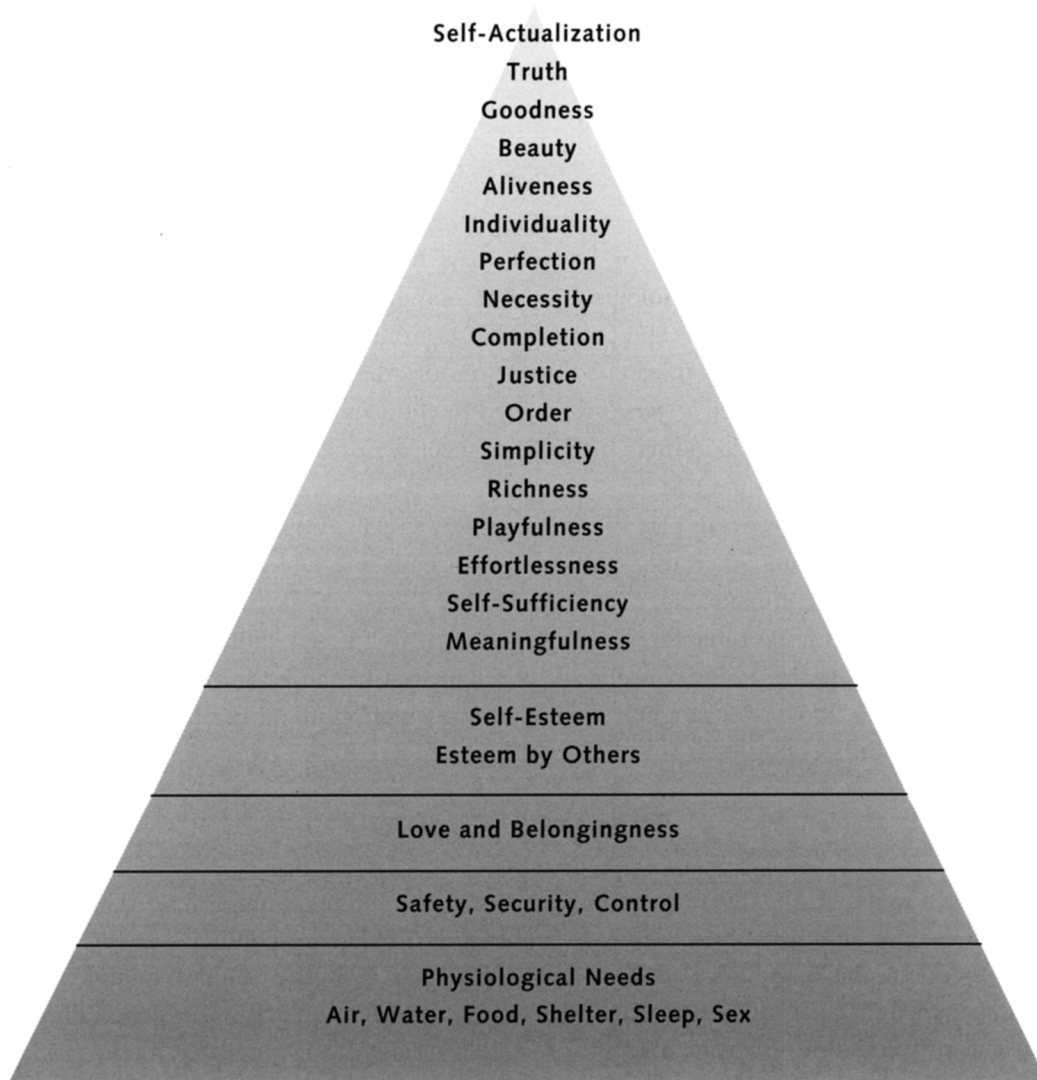 Self-Actualization
Truth
Goodness
Beauty
Aliveness
Individuality
Perfection
Necessity
Completion
Justice
Order
Simplicity
Richness
Playfulness
Effortlessness
Self-Sufficiency
Meaningfulness
Self-Esteem
Esteem by Others
Love and Belongingness
Safety, Security, Control
Physiological Needs
Air, Water, Food, Shelter, Sleep, Sex